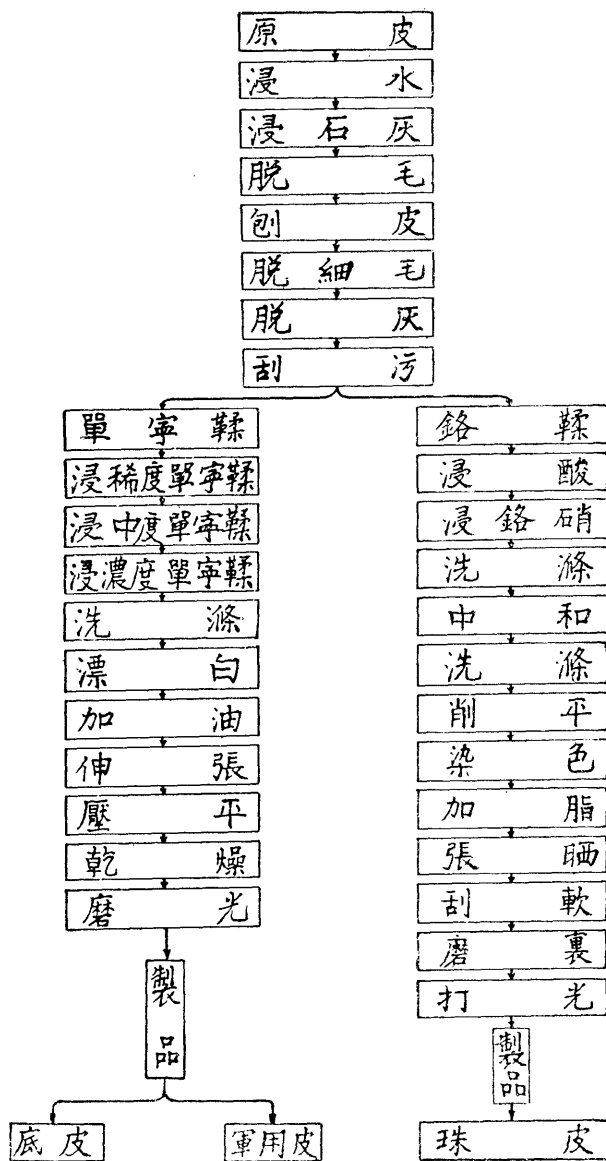 原皮
浸水
浸石灰
脱毛
刨皮
脱細毛
脱灰
刮污
單寧鞣
浸稀度單寧鞣
浸中度單寧鞣
浸濃度單寧鞣
洗滌
漂白
加油
伸張
壓平
乾燥
磨光
製品
底皮
軍用皮
鉻鞣
浸酸
浸鉻硝
洗滌
中和
洗滌
削平
染色
加脂
張晒
刮軟
磨裏
打光
製品
珠皮